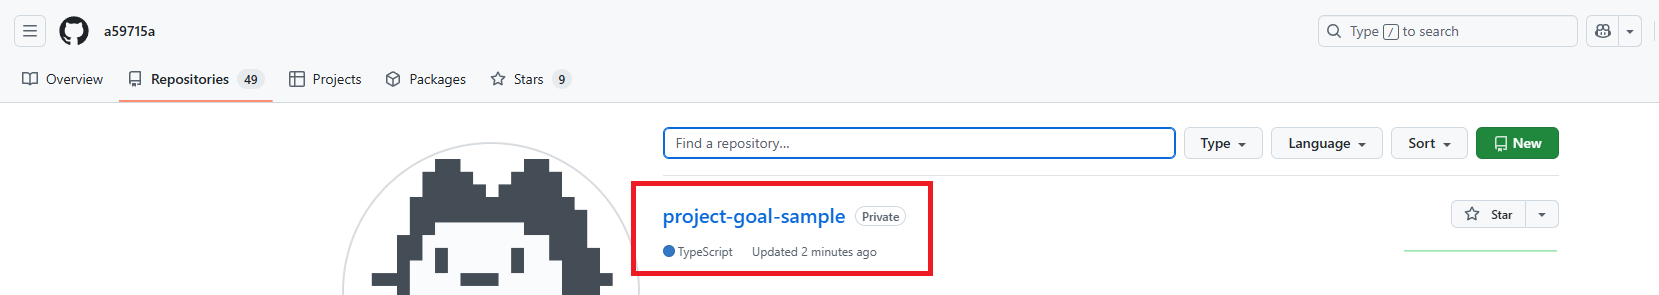 a59715a
Type / to search
Overview
Repositories 49
Projects
Packages
Stars 9
Find a repository...
Type
Language
Sort
New
project-goal-sample Private
Star
TypeScript Updated 2 minutes ago